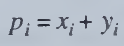 pᵢ = xᵢ + yᵢ